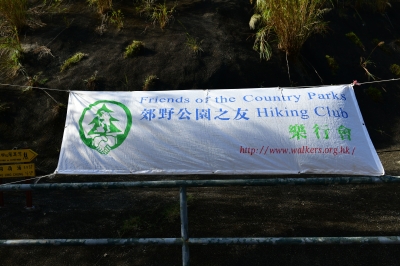 Friends of the Country Parks
郊野公園之友 Hiking Club
樂行會
http://www.walkers.org.hk/